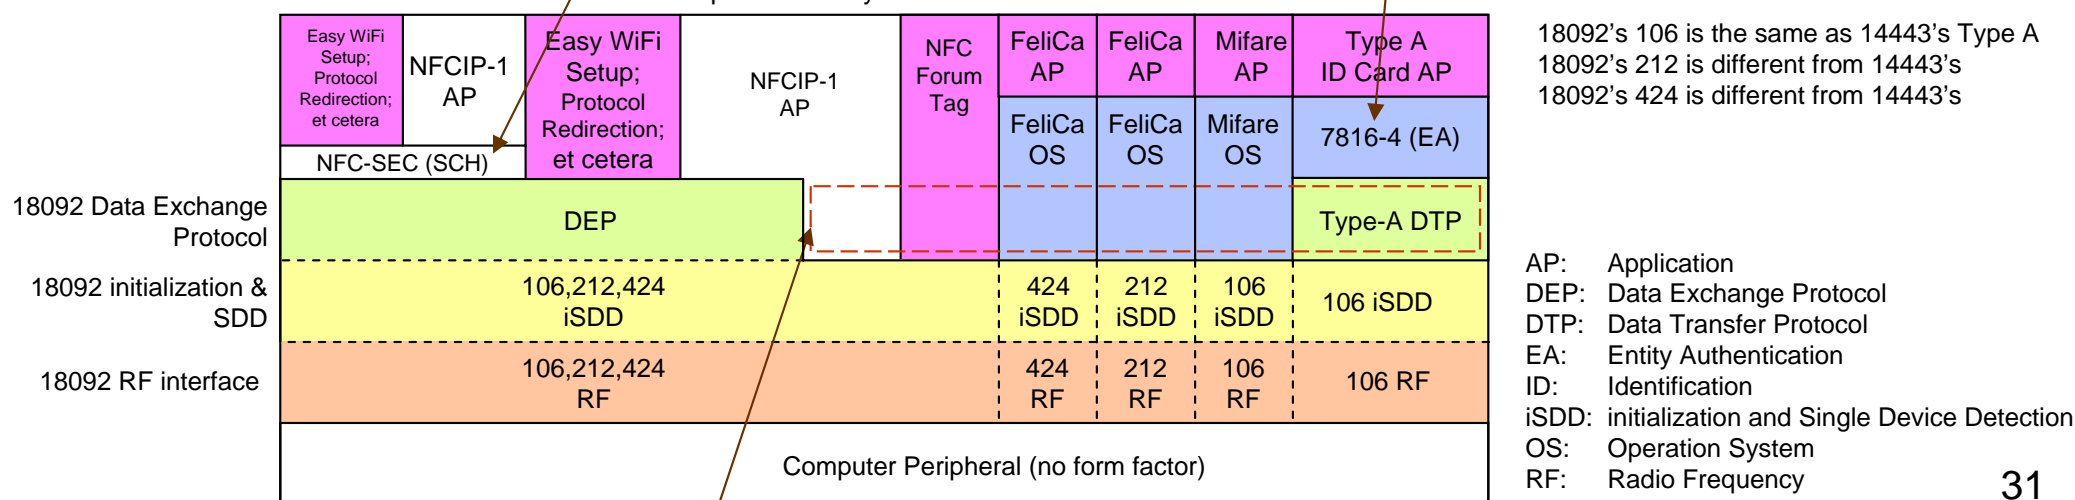 Easy WiFi
Setup;
Protocol
Redirection;
et cetera
NFCIP-1
AP
Easy WiFi
Setup;
Protocol
Redirection;
et cetera
NFCIP-1
AP
NFC
Forum
Tag
FeliCa
AP
FeliCa
AP
Mifare
AP
Type A
ID Card AP
FeliCa
OS
FeliCa
OS
Mifare
OS
7816-4 (EA)
NFC-SEC (SCH)
18092 Data Exchange
Protocol
DEP
Type-A DTP
18092 initialization &
SDD
106,212,424
iSDD
424
iSDD
212
iSDD
106
iSDD
106 iSDD
18092 RF interface
106,212,424
RF
424
RF
212
RF
106
RF
106 RF
Computer Peripheral (no form factor)
18092's 106 is the same as 14443's Type A
18092's 212 is different from 14443's
18092's 424 is different from 14443's
AP: Application
DEP: Data Exchange Protocol
DTP: Data Transfer Protocol
EA: Entity Authentication
ID: Identification
iSDD: initialization and Single Device Detection
OS: Operation System
RF: Radio Frequency
31